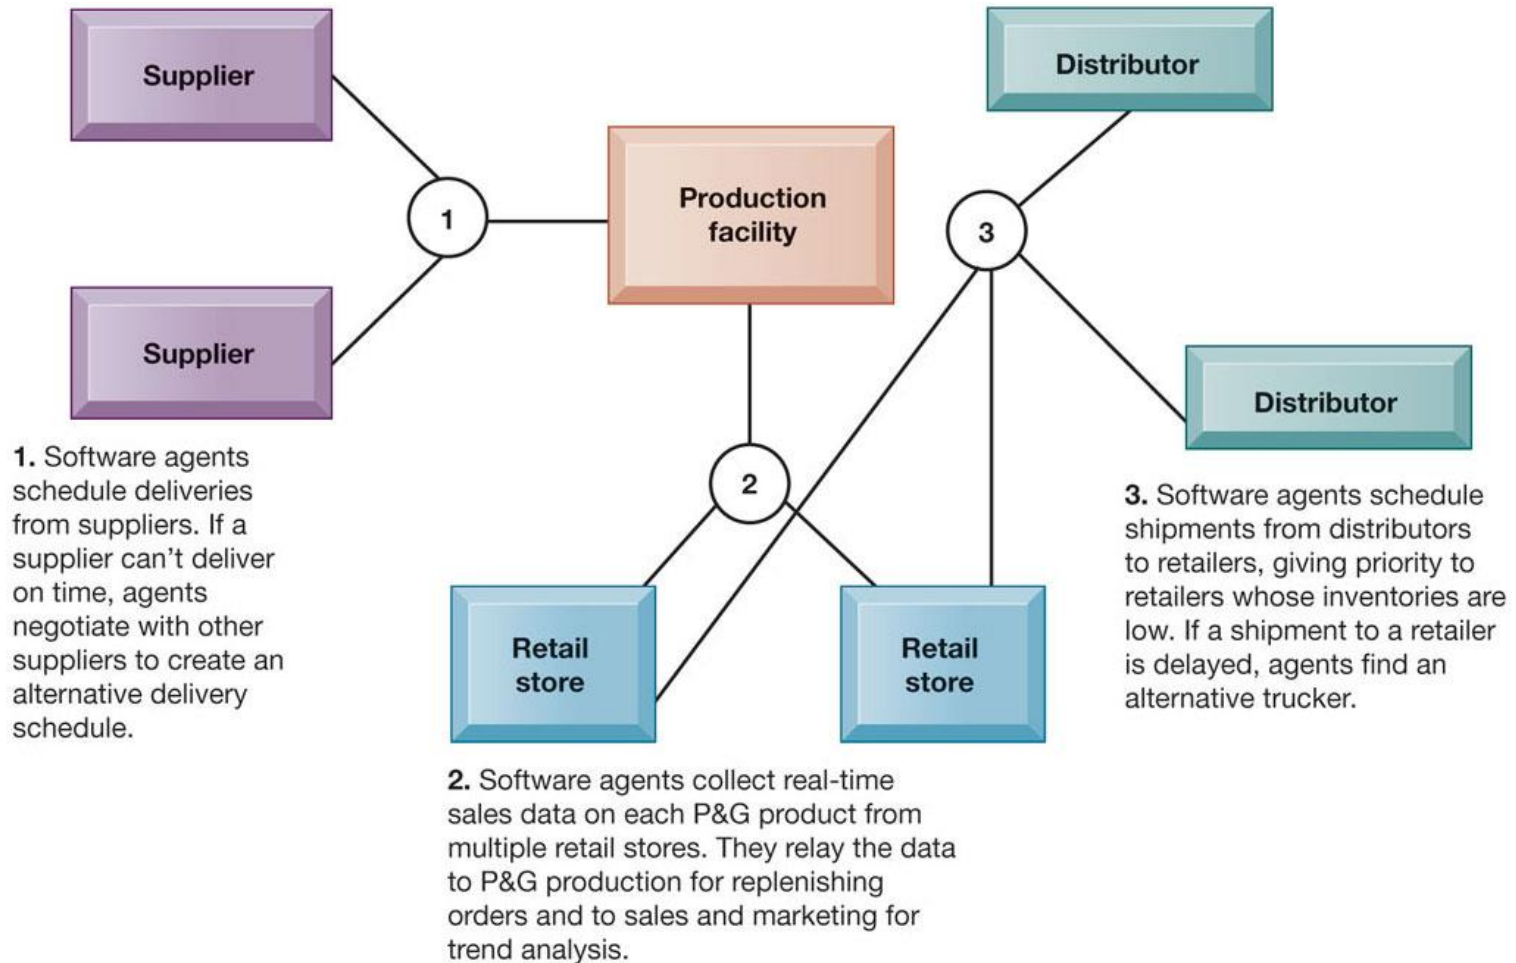 Supplier
Distributor
Production
facility
1
3
Supplier
Distributor
2
Retail
store
Retail
store
1. Software agents
schedule deliveries
from suppliers. If a
supplier can’t deliver
on time, agents
negotiate with other
suppliers to create an
alternative delivery
schedule.
2. Software agents collect real-time
sales data on each P&G product from
multiple retail stores. They relay the data
to P&G production for replenishing
orders and to sales and marketing for
trend analysis.
3. Software agents schedule
shipments from distributors
to retailers, giving priority to
retailers whose inventories are
low. If a shipment to a retailer
is delayed, agents find an
alternative trucker.